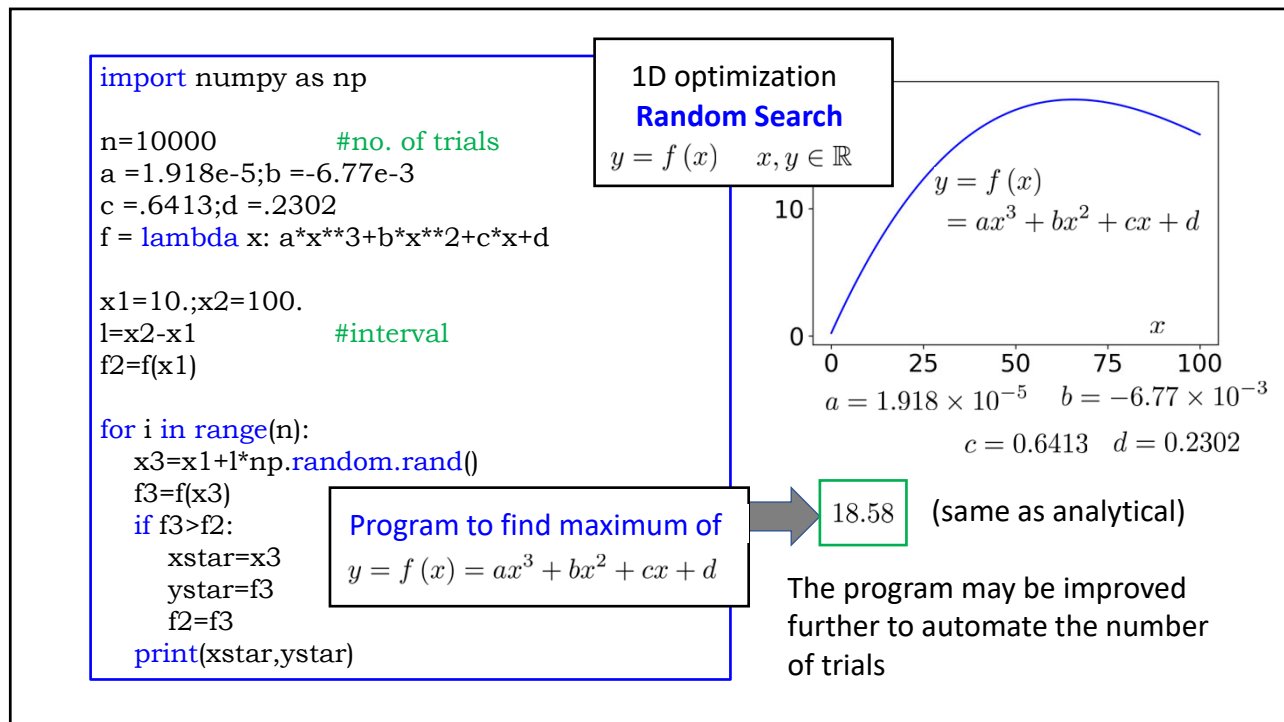 import numpy as np
n=10000 #no. of trials
a =1.918e-5;b =-6.77e-3
c =.6413;d =.2302
f = lambda x: a*x**3+b*x**2+c*x+d
x1=10.;x2=100.
l=x2-x1 #interval
f2=f(x1)
for i in range(n):
x3=x1+l*np.random.rand()
f3=f(x3)
if f3>f2:
xstar=x3
ystar=f3
f2=f3
print(xstar,ystar)
1D optimization
Random Search
y = f (x) x, y ∈ ℝ
10
0
0 25 50 75 100
x
y = f (x)
= ax³ + bx² + cx + d
a = 1.918 × 10⁻⁵ b = −6.77 × 10⁻³
c = 0.6413 d = 0.2302
Program to find maximum of
y = f (x) = ax³ + bx² + cx + d
18.58 (same as analytical)
The program may be improved
further to automate the number
of trials